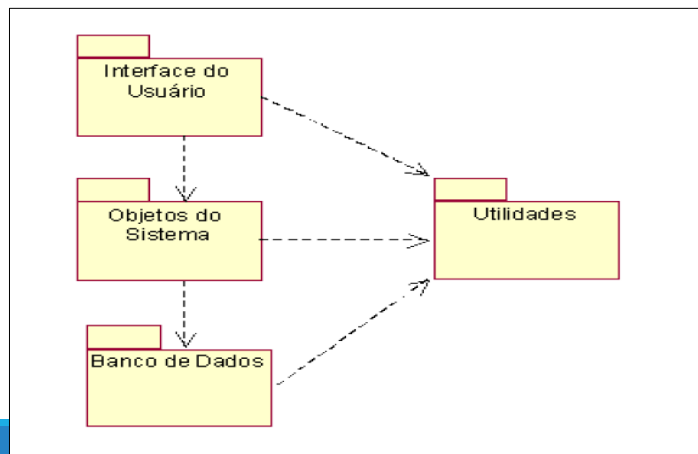 Interface do
Usuário
Objetos do
Sistema
Utilidades
Banco de Dados